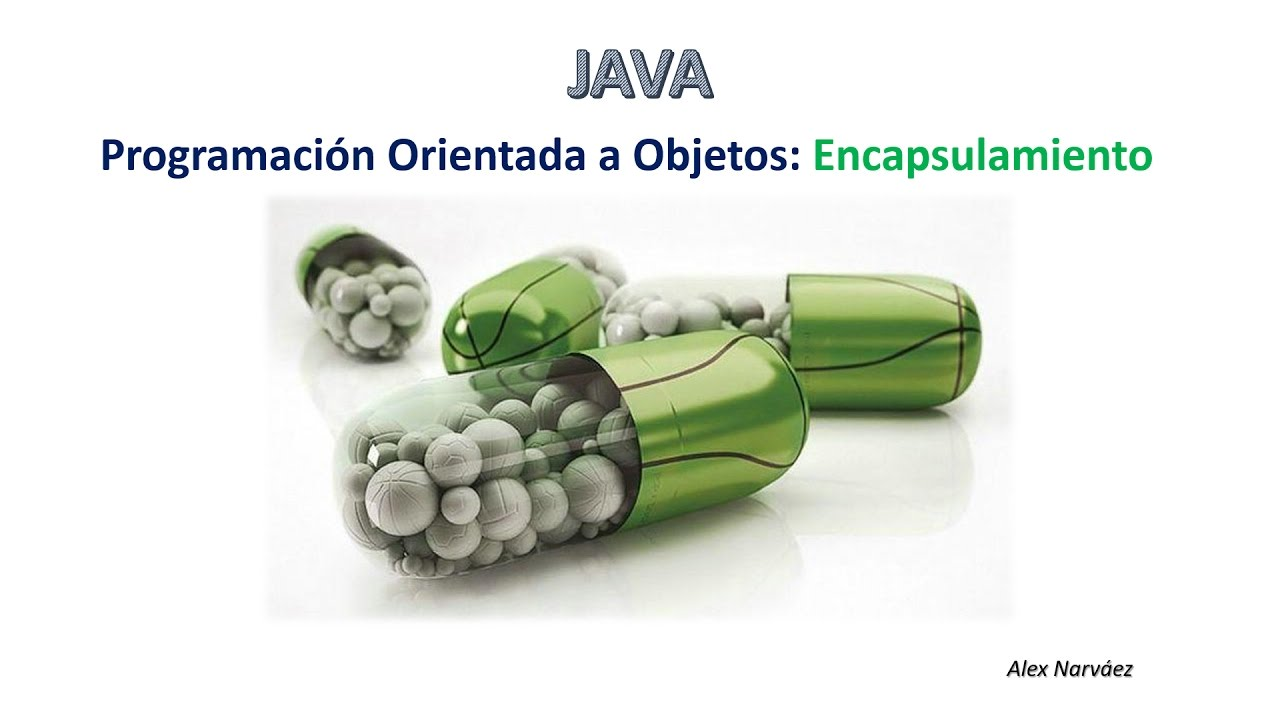 JAVA
Programación Orientada a Objetos: Encapsulamiento
Alex Narváez